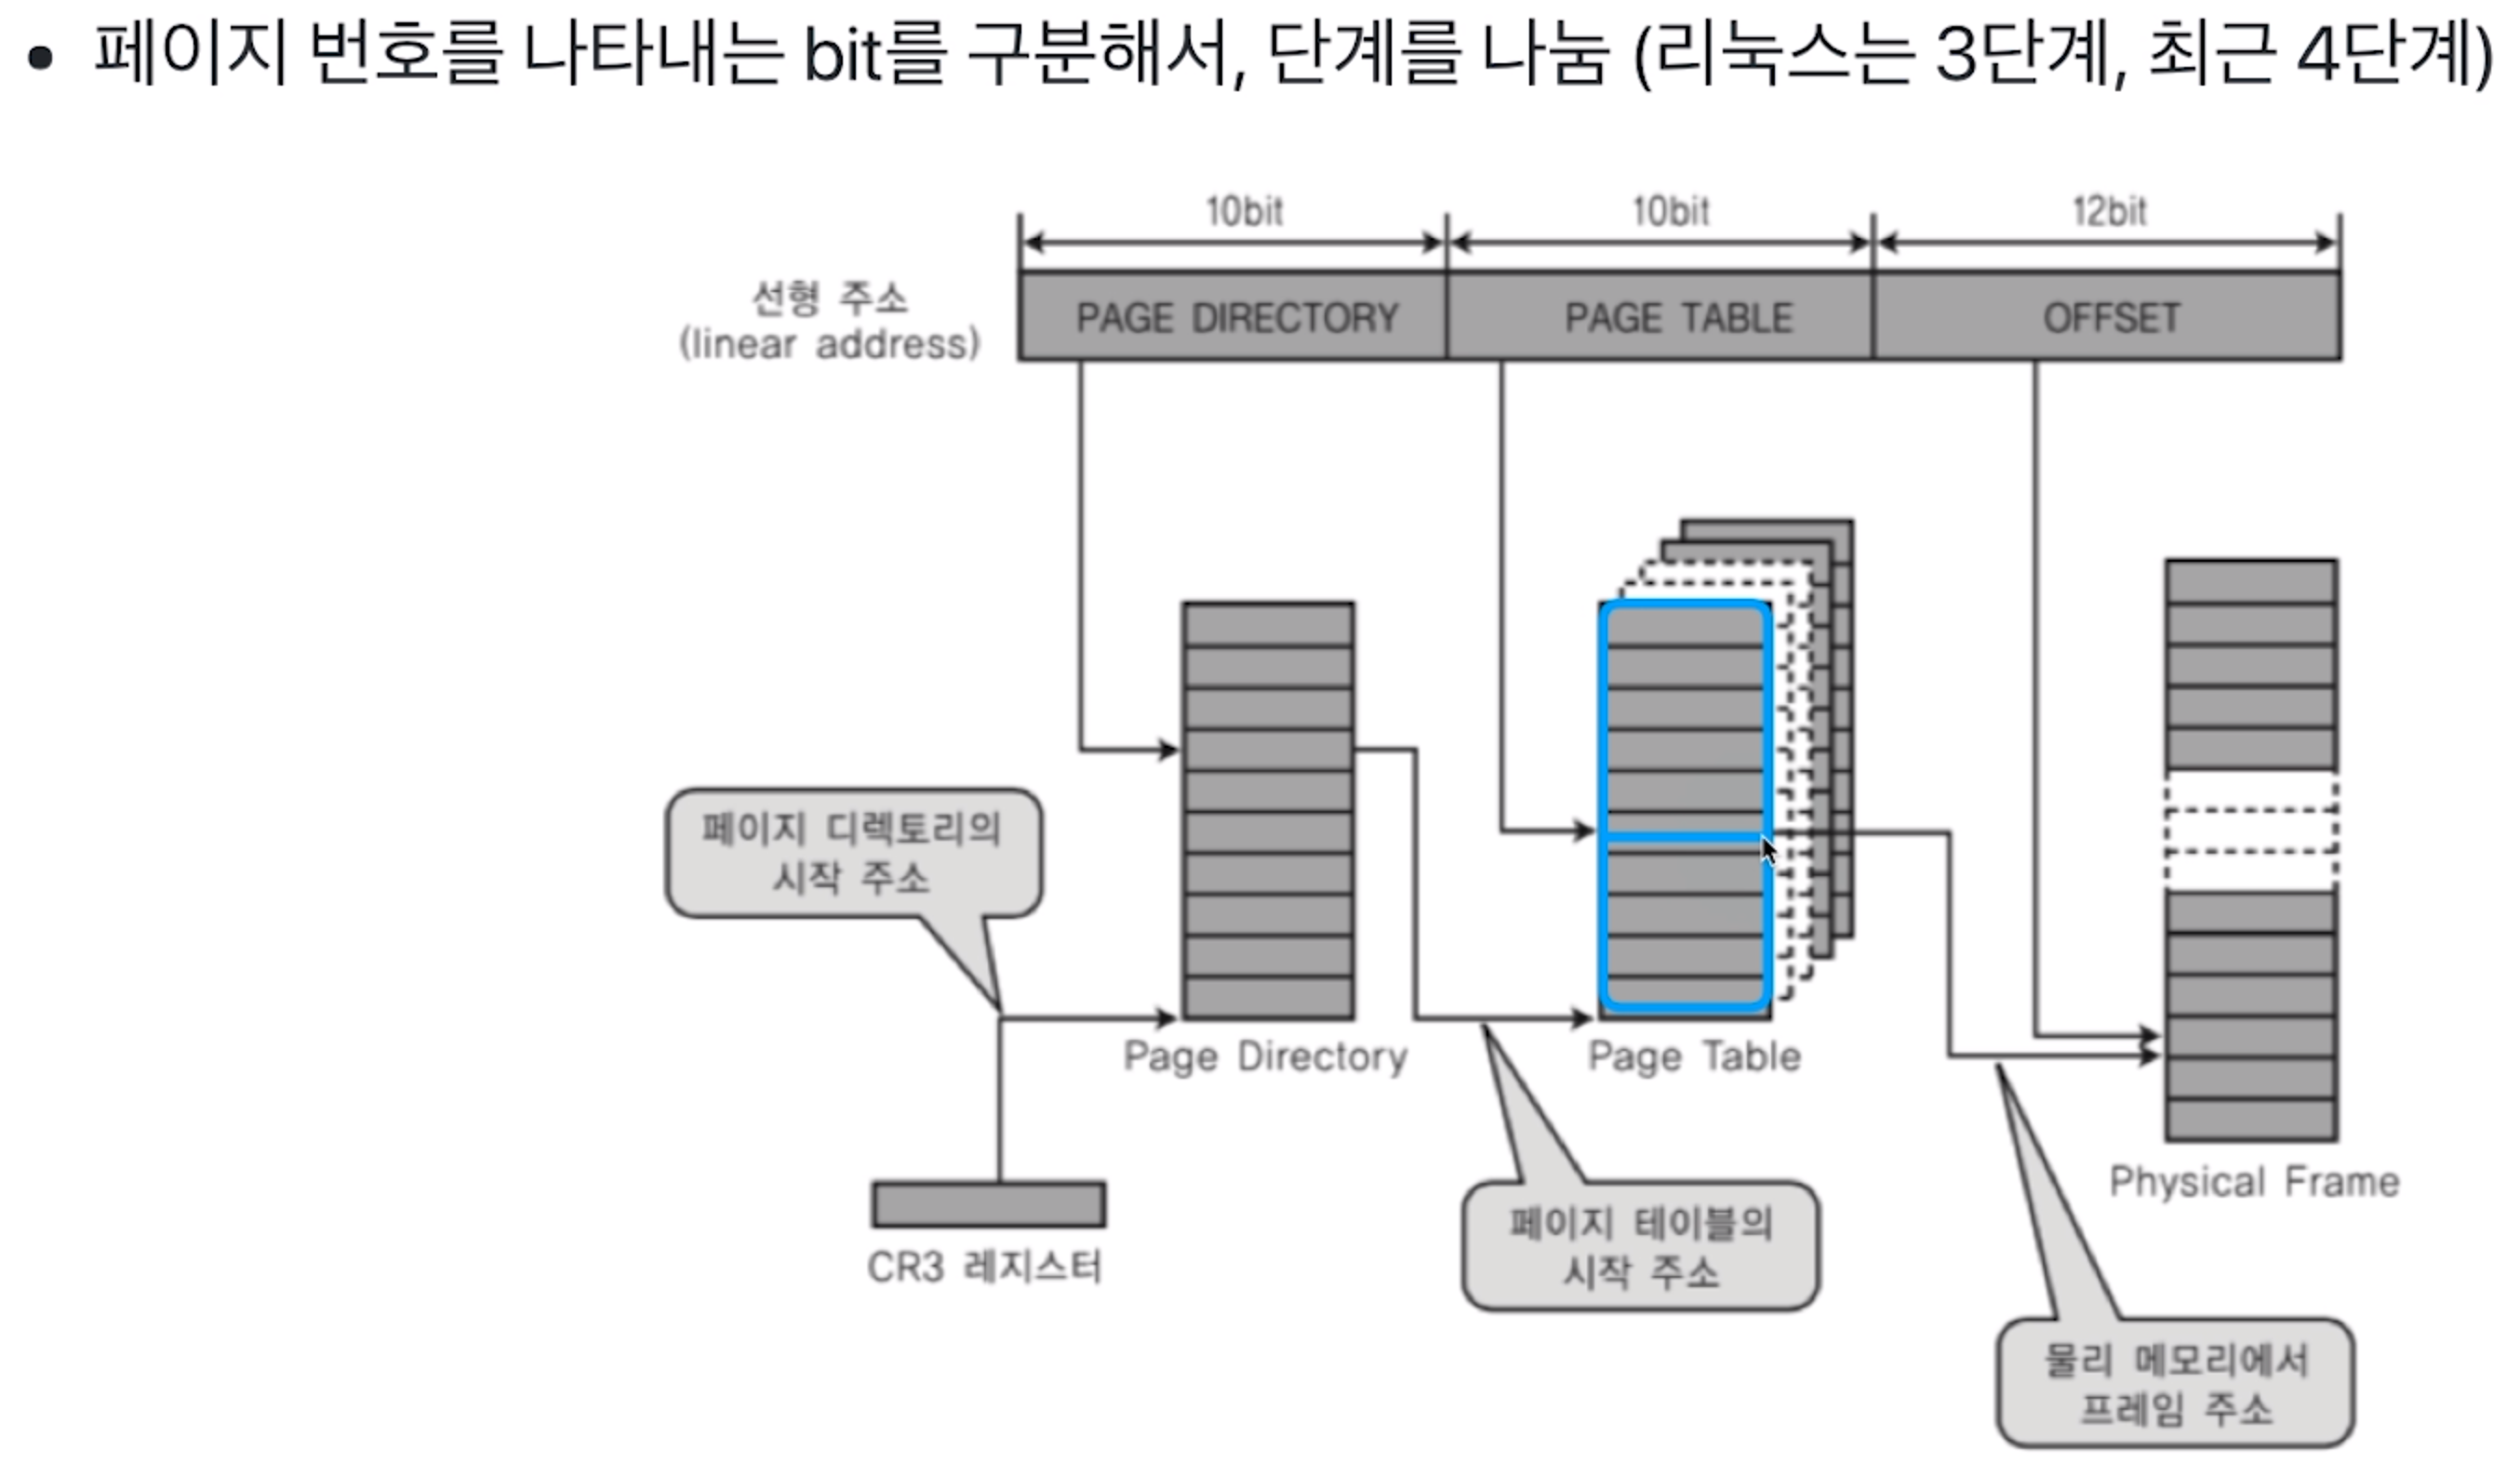 • 페이지 번호를 나타내는 bit를 구분해서, 단계를 나눔 (리눅스는 3단계, 최근 4단계)
10bit 10bit 12bit
선형 주소
(linear address)
PAGE DIRECTORY PAGE TABLE OFFSET
페이지 디렉토리의
시작 주소
Page Directory
Page Table
CR3 레지스터
페이지 테이블의
시작 주소
Physical Frame
물리 메모리에서
프레임 주소